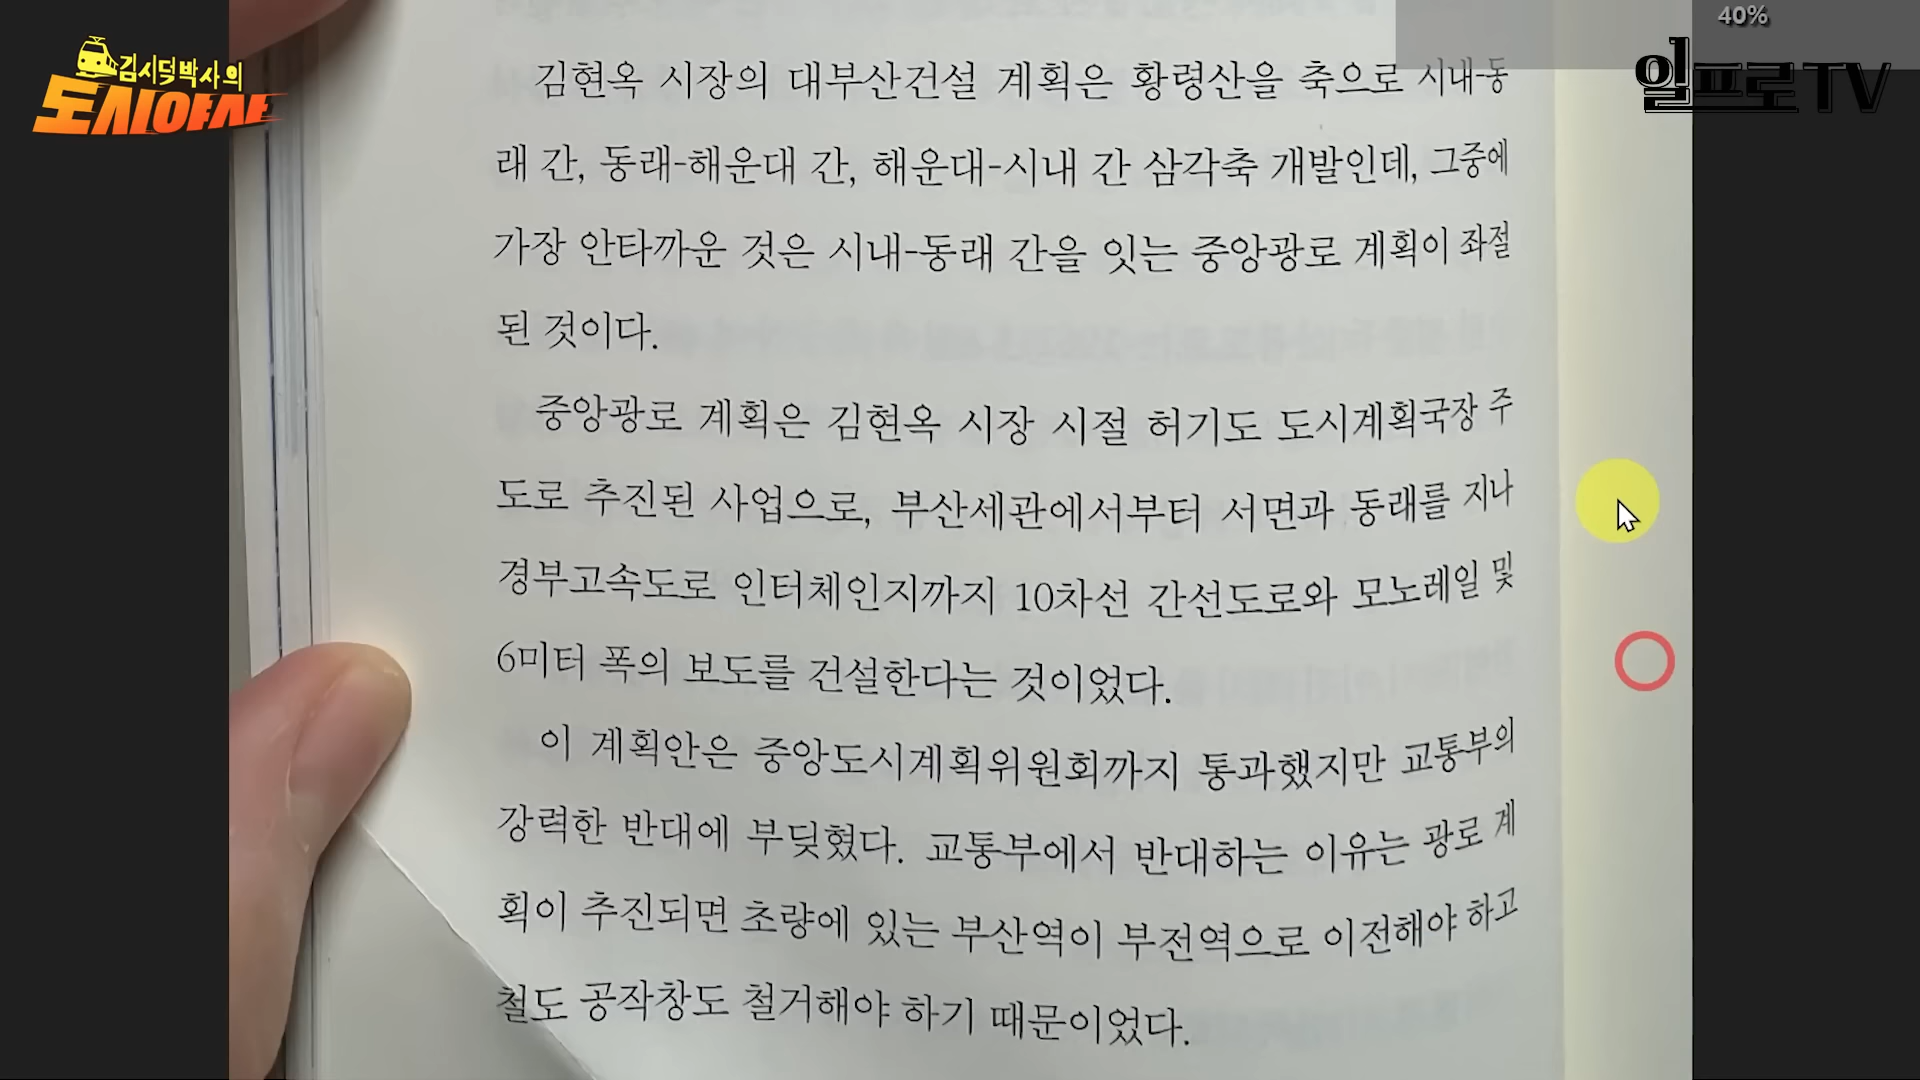 40%
김시덕박사의
도시야사
일프로TV
김현옥 시장의 대부산건설 계획은 황령산을 축으로 시내-동
래 간, 동래-해운대 간, 해운대-시내 간 삼각축 개발인데, 그중에
가장 안타까운 것은 시내-동래 간을 잇는 중앙광로 계획이 좌절
된 것이다.
중앙광로 계획은 김현옥 시장 시절 허기도 도시계획국장 주
도로 추진된 사업으로, 부산세관에서부터 서면과 동래를 지나
경부고속도로 인터체인지까지 10차선 간선도로와 모노레일 및
6미터 폭의 보도를 건설한다는 것이었다.
이 계획안은 중앙도시계획위원회까지 통과했지만 교통부의
강력한 반대에 부딪혔다. 교통부에서 반대하는 이유는 광로 계
획이 추진되면 초량에 있는 부산역이 부전역으로 이전해야 하고
철도 공작창도 철거해야 하기 때문이었다.